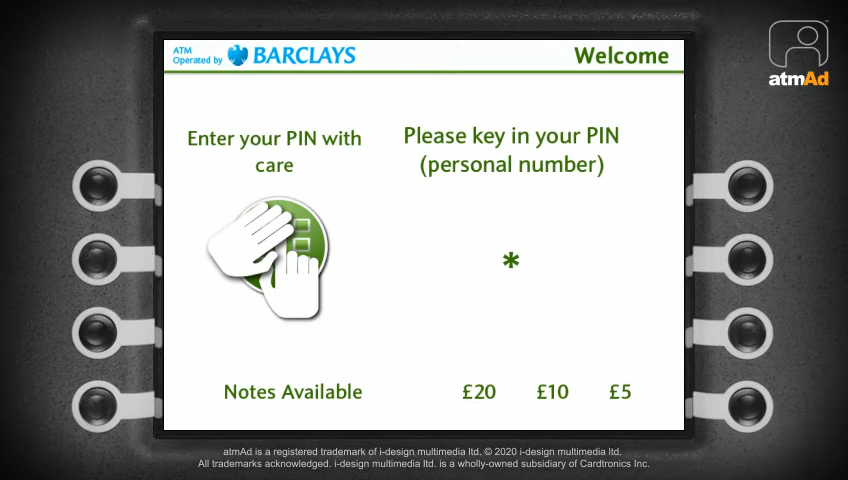 ATM
Operated by BARCLAYS
Welcome
Enter your PIN with
care
Please key in your PIN
(personal number)
*
Notes Available £20 £10 £5
atmAd
atmAd is a registered trademark of i-design multimedia ltd. © 2020 i-design multimedia ltd.
All trademarks acknowledged. i-design multimedia ltd. is a wholly-owned subsidiary of Cardtronics Inc.